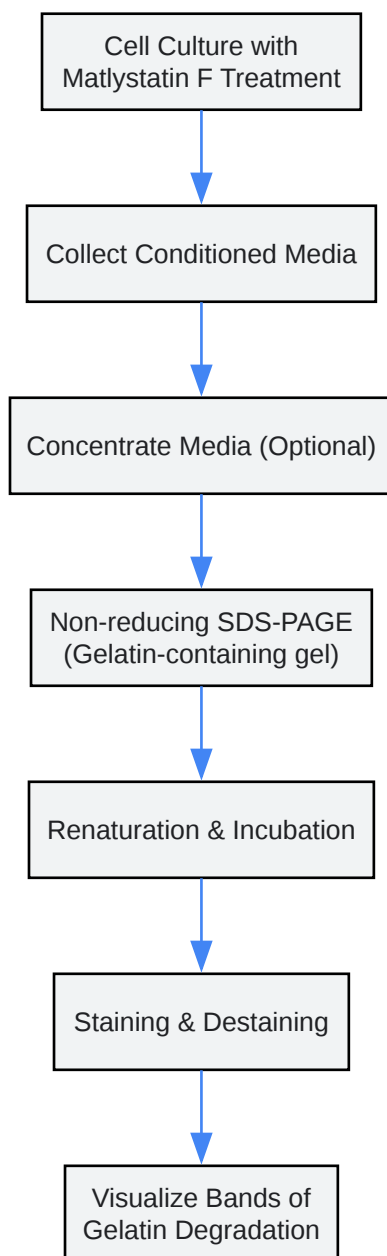 Cell Culture with
Matlystatin F Treatment
Collect Conditioned Media
Concentrate Media (Optional)
Non-reducing SDS-PAGE
(Gelatin-containing gel)
Renaturation & Incubation
Staining & Destaining
Visualize Bands of
Gelatin Degradation